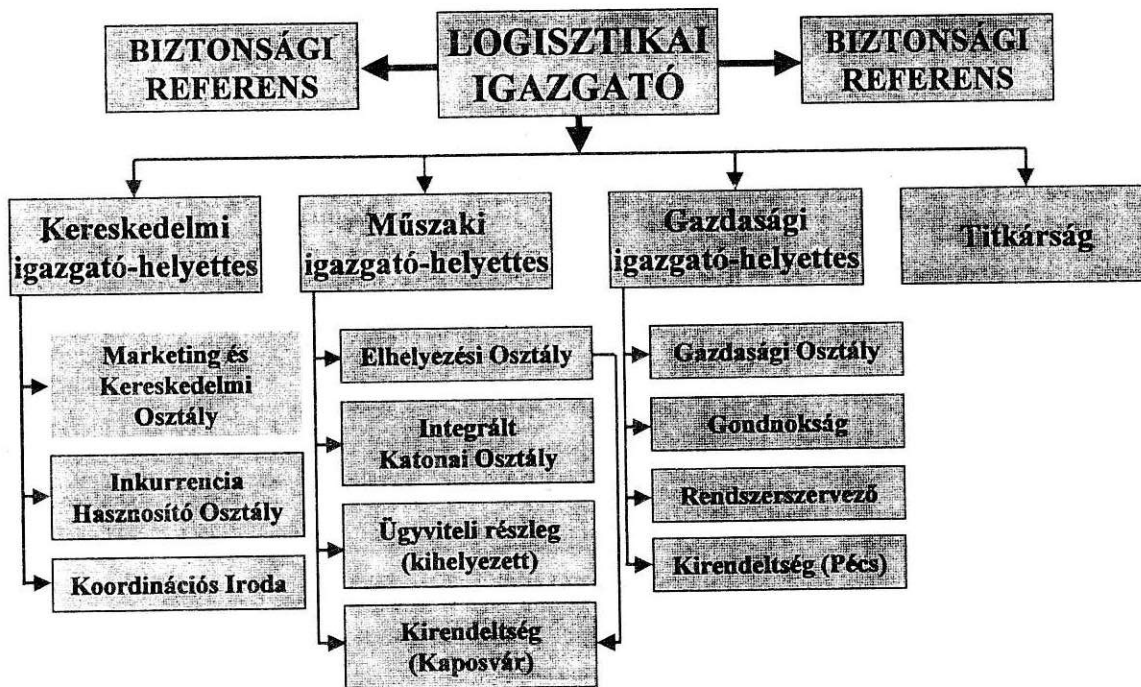 BIZTONSÁGI
REFERENS
LOGISZTIKAI
IGAZGATÓ
BIZTONSÁGI
REFERENS
Kereskedelmi
igazgató-helyettes
Műszaki
igazgató-helyettes
Gazdasági
igazgató-helyettes
Titkárság
Marketing és
Kereskedelmi
Osztály
Inkurrencia
Hasznosító Osztály
Koordinációs Iroda
Elhelyezési Osztály
Integrált
Katonai Osztály
Ügyviteli részleg
(kihelyezett)
Kirendeltség
(Kaposvár)
Gazdasági Osztály
Gondnokság
Rendszerszervező
Kirendeltség (Pécs)